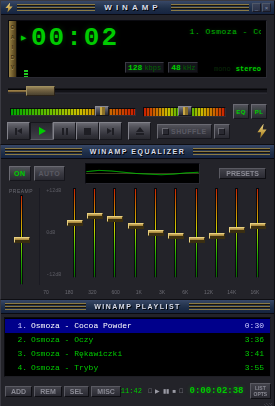 WINAMP
00:02
1. Osmoza - Co
128 kbps 48 kHz
mono stereo
EQ PL
SHUFFLE
WINAMP EQUALIZER
ON AUTO PRESETS
PREAMP
+12db
0db
-12db
70 180 320 600 1K 3K 6K 12K 14K 16K
WINAMP PLAYLIST
1. Osmoza - Cocoa Powder 0:30
2. Osmoza - Oczy 3:36
3. Osmoza - Rękawiczki 3:41
4. Osmoza - Tryby 3:55
ADD REM SEL MISC 11:42 0:00:02:38 LIST OPTS